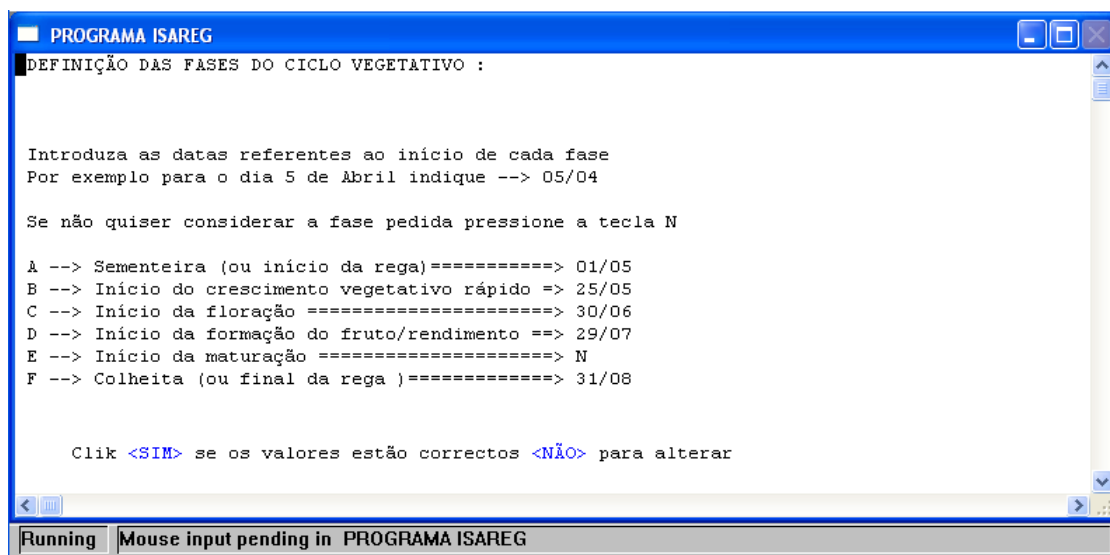 PROGRAMA ISAREG
DEFINIÇÃO DAS FASES DO CICLO VEGETATIVO :
Introduza as datas referentes ao início de cada fase
Por exemplo para o dia 5 de Abril indique --> 05/04
Se não quiser considerar a fase pedida pressione a tecla N
A --> Sementeira (ou início da rega)===========> 01/05
B --> Início do crescimento vegetativo rápido => 25/05
C --> Início da floração ======================> 30/06
D --> Início da formação do fruto/rendimento ==> 29/07
E --> Início da maturação =====================> N
F --> Colheita (ou final da rega )=============> 31/08
Clik <SIM> se os valores estão correctos <NÃO> para alterar
Running Mouse input pending in PROGRAMA ISAREG